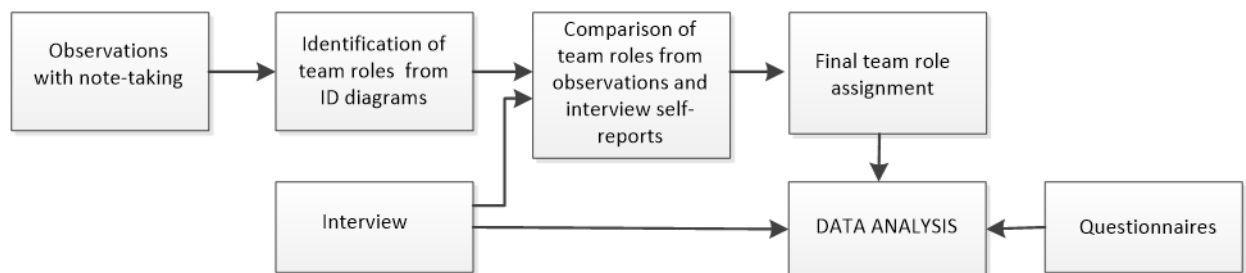 Observations
with note-taking
Identification of
team roles from
ID diagrams
Comparison of
team roles from
observations and
interview self-
reports
Final team role
assignment
Interview
DATA ANALYSIS
Questionnaires